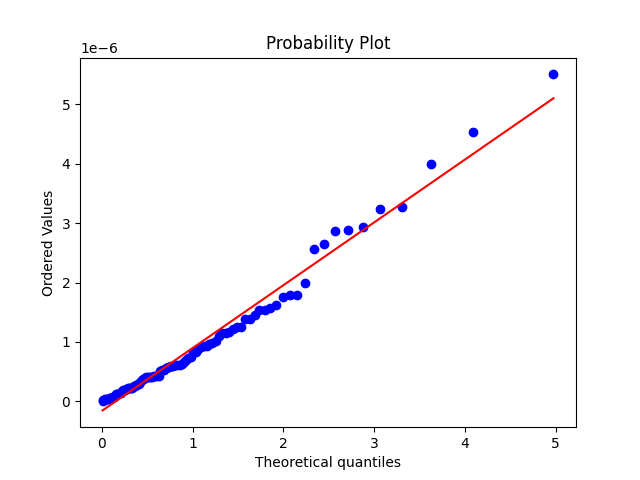 Probability Plot
1e−6
Ordered Values
5
4
3
2
1
0
0 1 2 3 4 5
Theoretical quantiles